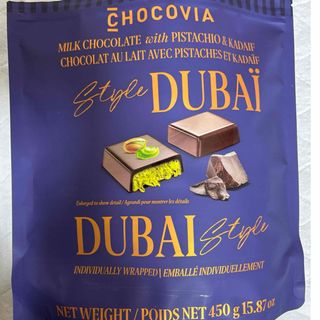 CHOCOVIA
MILK CHOCOLATE with PISTACHIO & KADAIF
CHOCOLAT AU LAIT AVEC PISTACHES ET KADAÏF
Style DUBAÏ
Enlarged to show detail / Agrandi pour montrer les détails
DUBAI Style
INDIVIDUALLY WRAPPED | EMBALLÉ INDIVIDUELLEMENT
NET WEIGHT / POIDS NET 450 g 15.87 oz